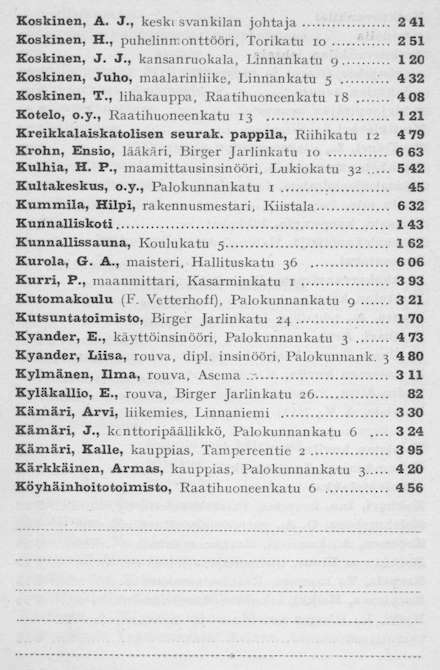 Koskinen, A. J., keskusvankilan johtaja ............ 2 41
Koskinen, H., puhelinmonttööri, Torikatu 10 ......... 2 51
Koskinen, J. J., kansanruokala, Linnankatu 9......... 1 20
Koskinen, Juho, maalarinliike, Linnankatu 5 ........ 4 32
Koskinen, T., lihakauppa, Raatihuoneenkatu 18 ....... 4 08
Kotelo, o.y., Raatihuoneenkatu 13 .................. 1 21
Kreikkalaiskatolisen seurak. pappila, Riihikatu 12 4 79
Krohn, Ensio, lääkäri, Birger Jarlinkatu 10 ......... 6 63
Kulhia, H. P., maamittausinsinööri, Lukiokatu 32 ..... 5 42
Kultakeskus, o.y., Palokunnankatu 1 ................ 45
Kummila, Hilpi, rakennusmestari, Kiistala............ 6 32
Kunnalliskoti........................................ 1 43
Kunnallissauna, Koulukatu 5......................... 1 62
Kurola, G. A., maisteri, Hallituskatu 36 ............ 6 06
Kurri, P., maanmittari, Kasarminkatu 1 .............. 3 93
Kutomakoulu (F. Vetterhoff), Palokunnankatu 9 ...... 3 21
Kutsuntatoimisto, Birger Jarlinkatu 24............... 1 70
Kyander, E., käyttöinsinööri, Palokunnankatu 3 ...... 4 73
Kyander, Liisa, rouva, dipl. insinööri, Palokunnank. 3 4 80
Kylmänen, Ilma, rouva, Asema ....................... 3 11
Kyläkallio, E., rouva, Birger Jarlinkatu 26........... 82
Kämäri, Arvi, liikemies, Linnaniemi ................ 3 30
Kämäri, J., konttoripäällikkö, Palokunnankatu 6 .... 3 24
Kämäri, Kalle, kauppias, Tampercentie 2 ............. 3 95
Kärkkäinen, Armas, kauppias, Palokunnankatu 3..... 4 20
Köyhäinhoitotoimisto, Raatihuoneenkatu 6 ........... 4 56